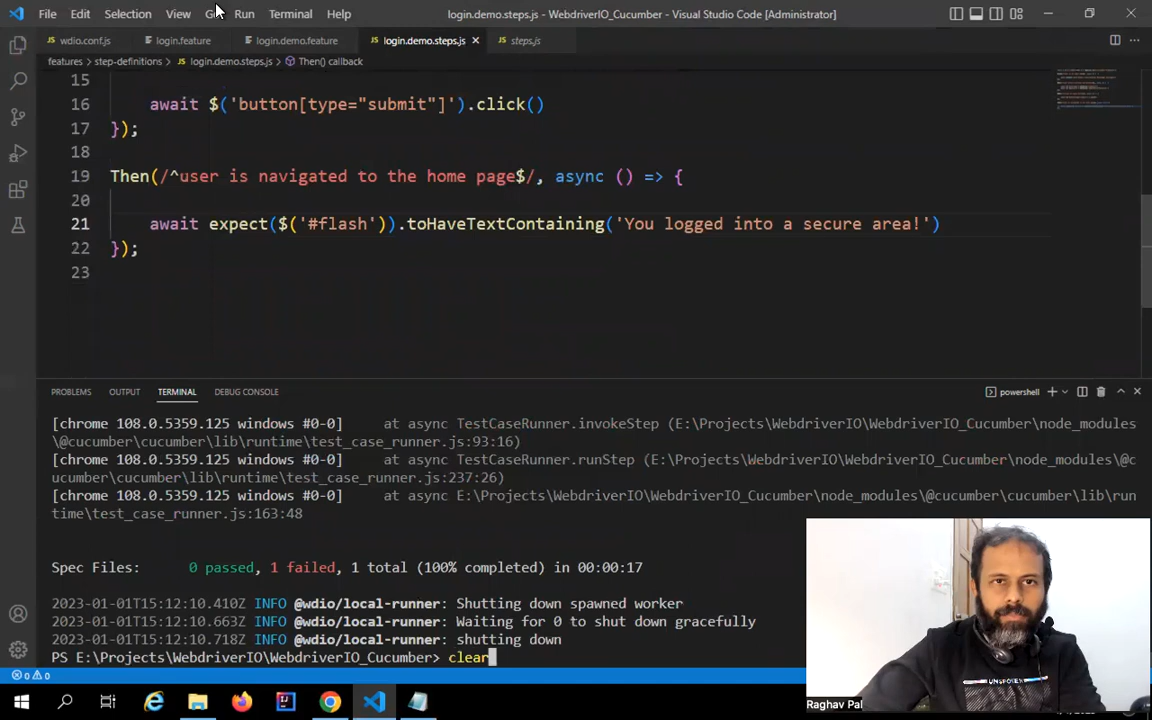 File Edit Selection View G Run Terminal Help login.demo.steps.js - WebdriverIO_Cucumber - Visual Studio Code [Administrator]
JS wdio.conf.js login.feature login.demo.feature JS login.demo.steps.js JS steps.js
features > step-definitions > JS login.demo.steps.js > Then() callback
15
16 await $('button[type="submit"]').click()
17 });
18
19 Then(/^user is navigated to the home page$/, async () => {
20
21 await expect($('#flash')).toHaveTextContaining('You logged into a secure area!')
22 });
23
PROBLEMS OUTPUT TERMINAL DEBUG CONSOLE powershell
[chrome 108.0.5359.125 windows #0-0] at async TestCaseRunner.invokeStep (E:\Projects\WebdriverIO\WebdriverIO_Cucumber\node_modules
\@cucumber\cucumber\lib\runtime\test_case_runner.js:93:16)
[chrome 108.0.5359.125 windows #0-0] at async TestCaseRunner.runStep (E:\Projects\WebdriverIO\WebdriverIO_Cucumber\node_modules\@c
ucumber\cucumber\lib\runtime\test_case_runner.js:237:26)
[chrome 108.0.5359.125 windows #0-0] at async E:\Projects\WebdriverIO\WebdriverIO_Cucumber\node_modules\@cucumber\cucumber\lib\run
time\test_case_runner.js:163:48
Spec Files: 0 passed, 1 failed, 1 total (100% completed) in 00:00:17
2023-01-01T15:12:10.410Z INFO @wdio/local-runner: Shutting down spawned worker
2023-01-01T15:12:10.663Z INFO @wdio/local-runner: Waiting for 0 to shut down gracefully
2023-01-01T15:12:10.718Z INFO @wdio/local-runner: shutting down
PS E:\Projects\WebdriverIO\WebdriverIO_Cucumber> clear
0 0
UNSPOKEN
Raghav Pal